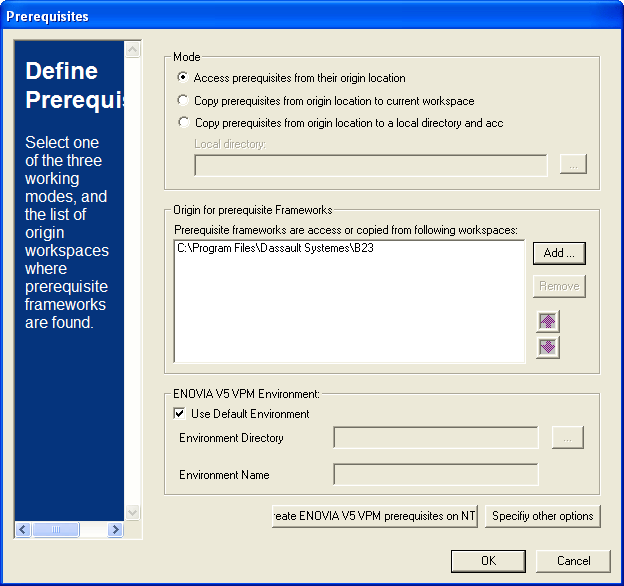 Prerequisites
Define
Prerequis
Select one
of the three
working
modes, and
the list of
origin
workspaces
where
prerequisite
frameworks
are found.
Mode
Access prerequisites from their origin location
Copy prerequisites from origin location to current workspace
Copy prerequisites from origin location to a local directory and acc
Local directory:
...
Origin for prerequisite Frameworks
Prerequisite frameworks are access or copied from following workspaces:
C:\Program Files\Dassault Systemes\B23
Add ...
Remove
ENOVIA V5 VPM Environment:
Use Default Environment
Environment Directory
...
Environment Name
reate ENOVIA V5 VPM prerequisites on NT
Specifiy other options
OK
Cancel